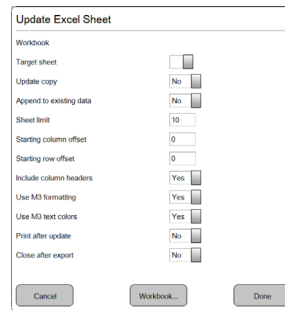 Update Excel Sheet
Workbook
Target sheet
Update copy No
Append to existing data No
Sheet limit 10
Starting column offset 0
Starting row offset 0
Include column headers Yes
Use M3 formatting Yes
Use M3 text colors Yes
Print after update No
Close after export No
Cancel Workbook... Done